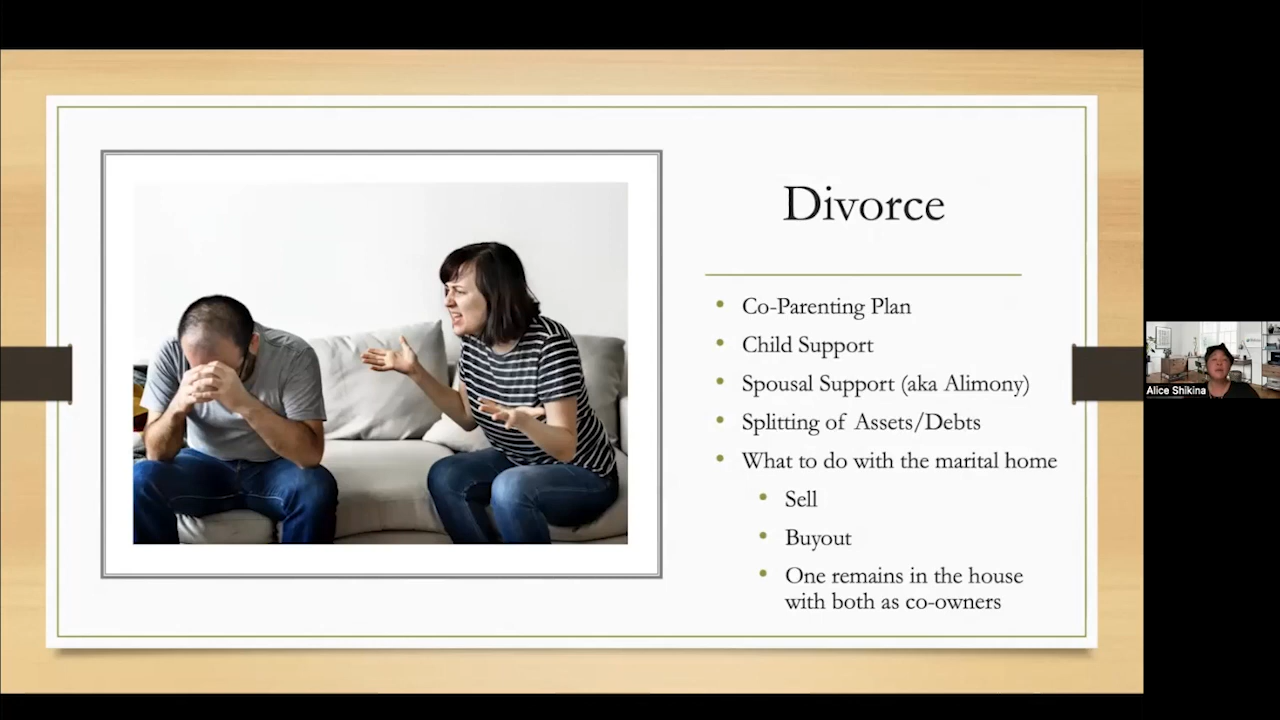 Divorce
• Co-Parenting Plan
• Child Support
• Spousal Support (aka Alimony)
• Splitting of Assets/Debts
• What to do with the marital home
• Sell
• Buyout
• One remains in the house
with both as co-owners
Alice Shikina